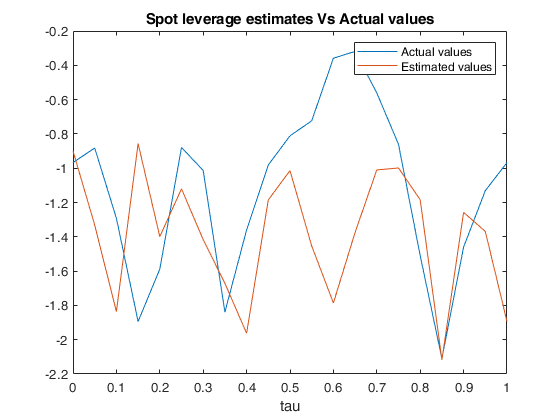 Spot leverage estimates Vs Actual values
Actual values
Estimated values
-0.2
-0.4
-0.6
-0.8
-1
-1.2
-1.4
-1.6
-1.8
-2
-2.2
0 0.1 0.2 0.3 0.4 0.5 0.6 0.7 0.8 0.9 1
tau